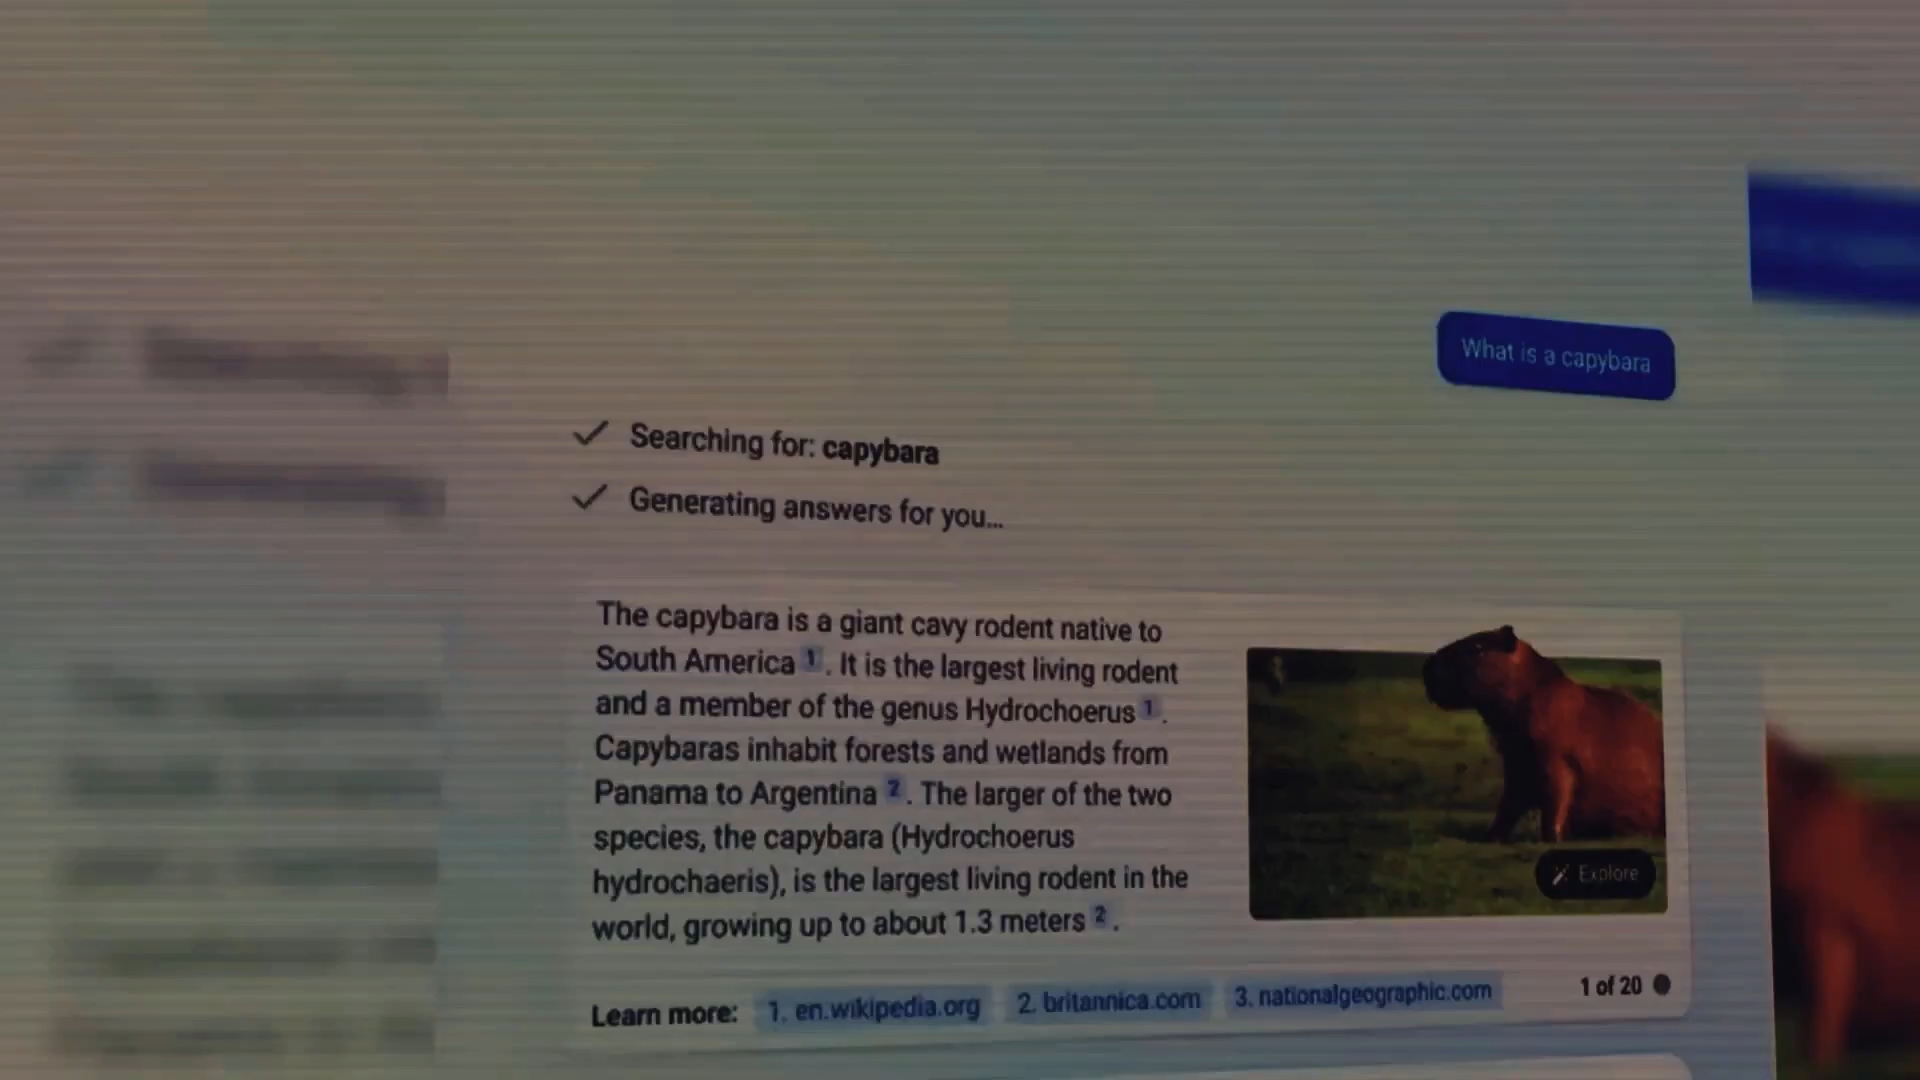 What is a capybara
Searching for: capybara
Generating answers for you...
The capybara is a giant cavy rodent native to
South America 1. It is the largest living rodent
and a member of the genus Hydrochoerus 1.
Capybaras inhabit forests and wetlands from
Panama to Argentina 2. The larger of the two
species, the capybara (Hydrochoerus
hydrochaeris), is the largest living rodent in the
world, growing up to about 1.3 meters 2.
Explore
Learn more: 1. en.wikipedia.org 2. britannica.com 3. nationalgeographic.com 1 of 20